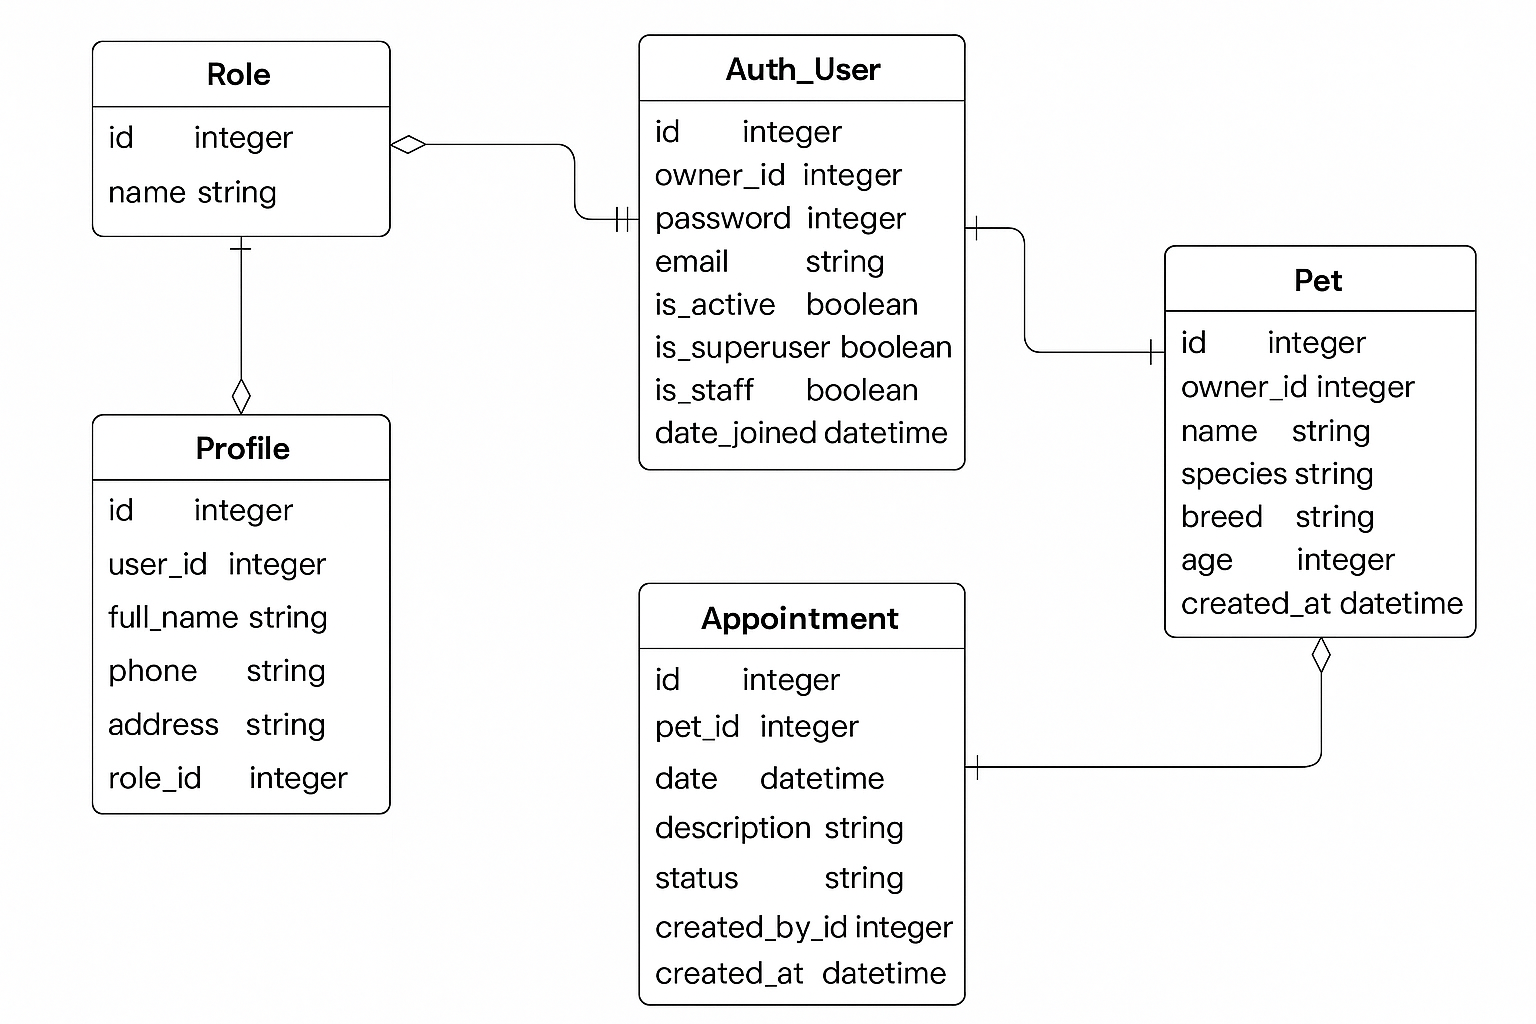 Role
id integer
name string
Auth_User
id integer
owner_id integer
password integer
email string
is_active boolean
is_superuser boolean
is_staff boolean
date_joined datetime
Pet
id integer
owner_id integer
name string
species string
breed string
age integer
created_at datetime
Profile
id integer
user_id integer
full_name string
phone string
address string
role_id integer
Appointment
id integer
pet_id integer
date datetime
description string
status string
created_by_id integer
created_at datetime